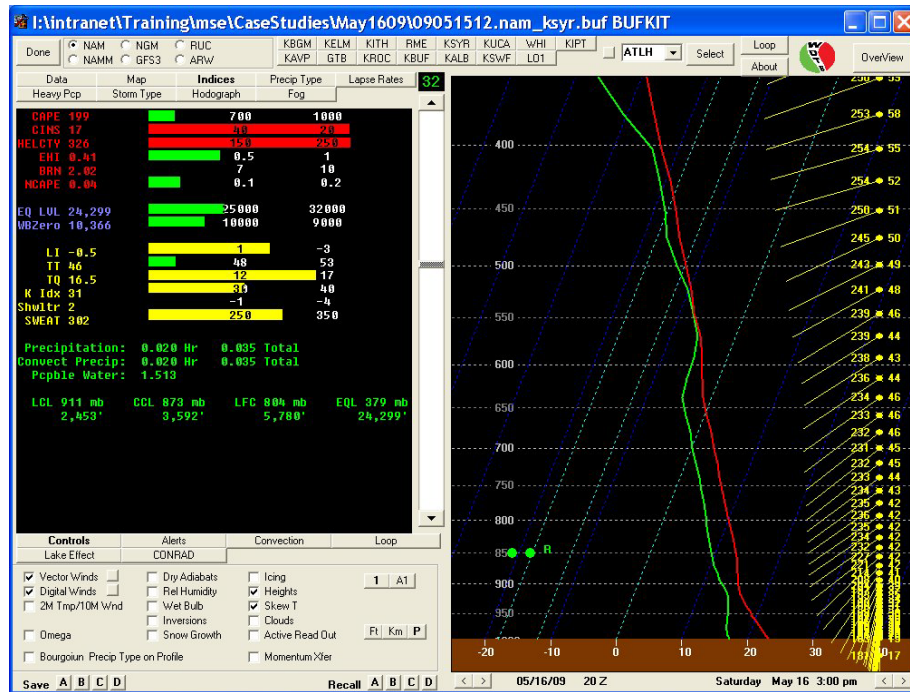 I:\intranet\Training\mse\CaseStudies\May1609\09051512.nam_ksyr.buf BUFKIT
Done NAM NGM RUC KBGM KELM KITH RME KSYR KUCA WHI KIPT ATLH Select Loop OverView
NAMM GFS3 ARW KAVP GTB KROC KBUF KALB KSWF LO1 About
Data Map Indices Precip Type Lapse Rates 32
Heavy Pcp Storm Type Hodograph Fog
CAPE 199 700 1000
CINS 17 40 20
HELCTY 326 150 250
EHI 0.41 0.5 1
BRN 2.02 7 10
NCAPE 0.04 0.1 0.2
EQ LVL 24,299 25000 32000
WBZero 10,366 10000 9000
LI -0.5 1 -3
TT 46 48 53
TQ 16.5 12 17
K Idx 31 30 40
Shwltr 2 -1 -4
SWEAT 302 250 350
Precipitation: 0.020 Hr 0.035 Total
Convect Precip: 0.020 Hr 0.035 Total
Pcpble Water: 1.513
LCL 911 mb CCL 873 mb LFC 804 mb EQL 379 mb
2,453' 3,592' 5,780' 24,299'
Controls Alerts Convection Loop
Lake Effect CONRAD
Vector Winds Dry Adiabats Icing 1 A1
Digital Winds Rel Humidity Heights
2M Tmp/10M Wnd Wet Bulb Skew T
Inversions Clouds
Omega Snow Growth Active Read Out Ft Km P
Bourgoiun Precip Type on Profile Momentum Xfer
Save A B C D Recall A B C D
253 58
400 254 55
254 52
450 250 51
245 50
500 243 49
241 48
239 46
550 239 44
238 43
600 236 44
234 46
650 233 46
232 46
700 231 45
232 45
233 44
750 234 43
236 42
800 235 42
234 42
232 42
850 R 227 42
900
950
-20 -10 0 10 20 30
187 17
< > 05/16/09 20 Z Saturday May 16 3:00 pm < >